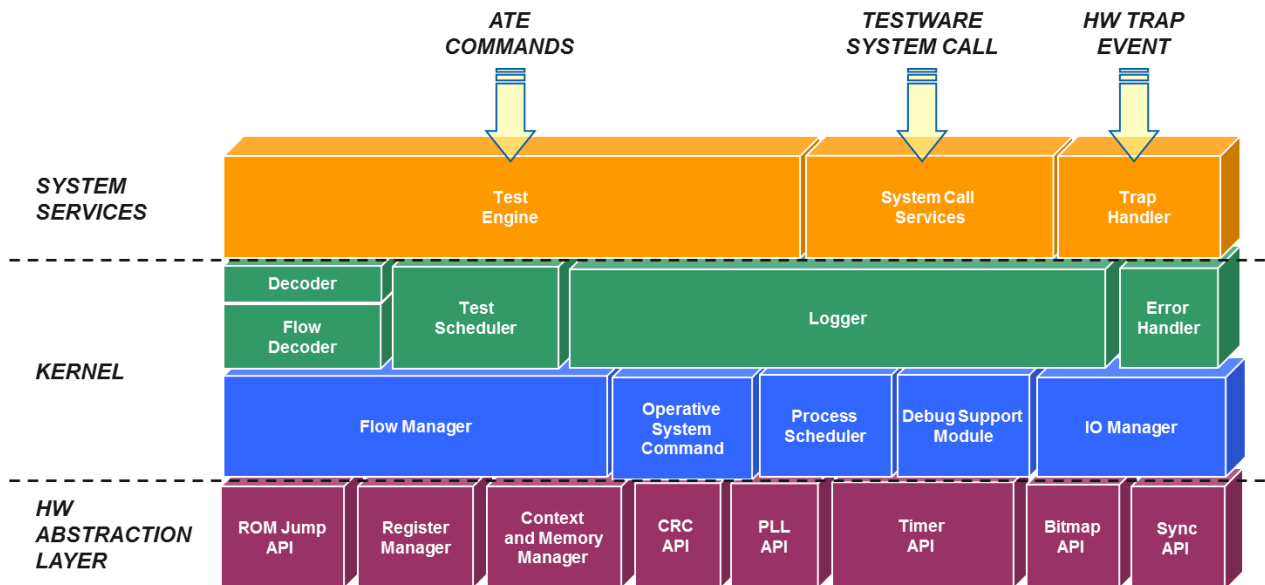 ATE
COMMANDS
TESTWARE
SYSTEM CALL
HW TRAP
EVENT
SYSTEM
SERVICES
Test
Engine
System Call
Services
Trap
Handler
KERNEL
Decoder
Flow
Decoder
Test
Scheduler
Logger
Error
Handler
Flow Manager
Operative
System
Command
Process
Scheduler
Debug Support
Module
IO Manager
HW
ABSTRACTION
LAYER
ROM Jump
API
Register
Manager
Context
and Memory
Manager
CRC
API
PLL
API
Timer
API
Bitmap
API
Sync
API